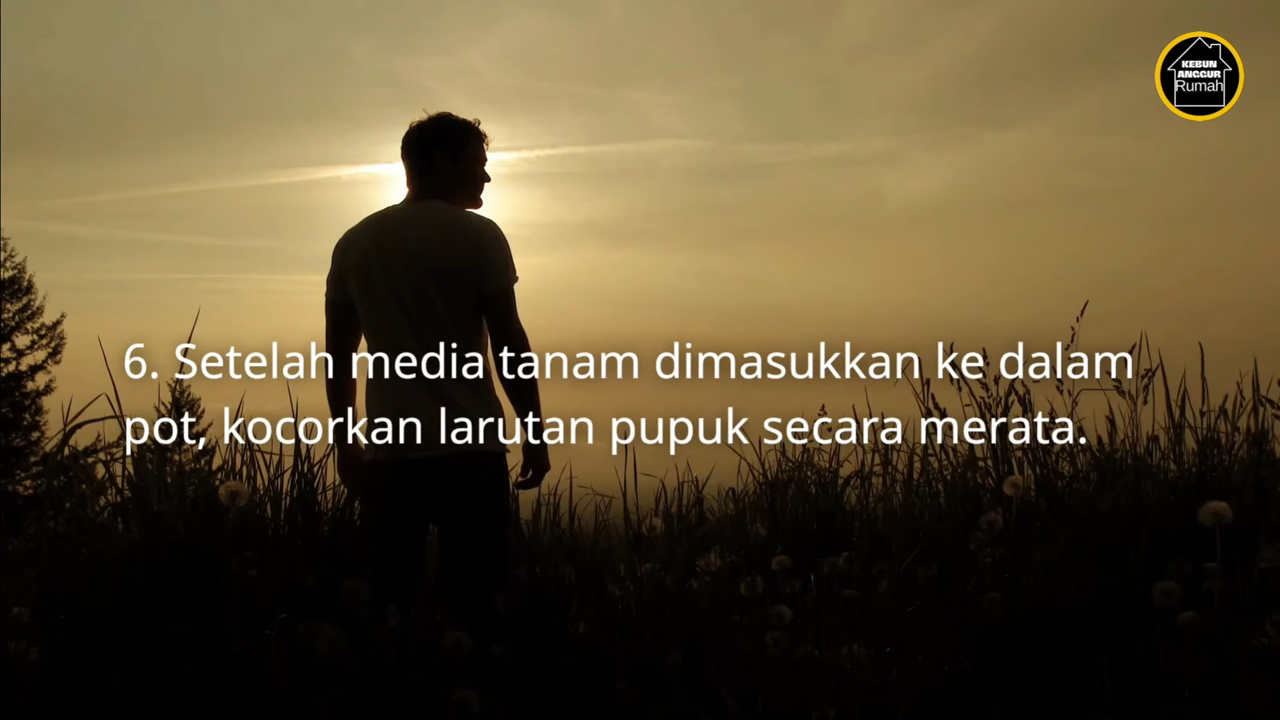 KEBUN
ANGGUR
Rumah
6. Setelah media tanam dimasukkan ke dalam
pot, kocorkan larutan pupuk secara merata.